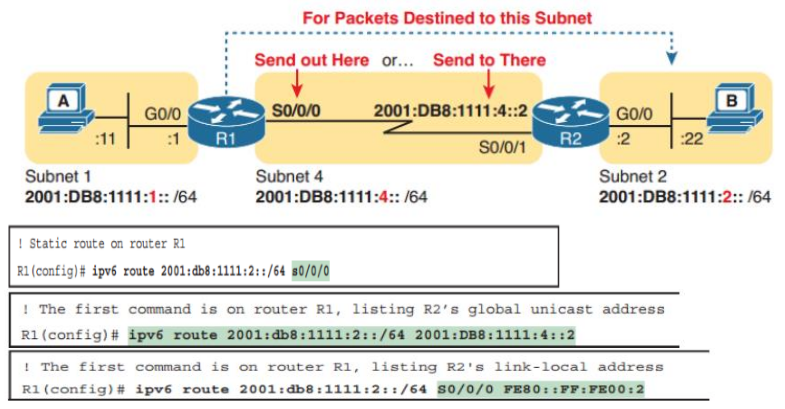 For Packets Destined to this Subnet
Send out Here or… Send to There
A
G0/0
S0/0/0
2001:DB8:1111:4::2
G0/0
B
:11
:1
R1
R2
:2
:22
S0/0/1
Subnet 1
2001:DB8:1111:1:: /64
Subnet 4
2001:DB8:1111:4:: /64
Subnet 2
2001:DB8:1111:2:: /64
! Static route on router R1
R1(config)# ipv6 route 2001:db8:1111:2::/64 s0/0/0
! The first command is on router R1, listing R2’s global unicast address
R1(config)# ipv6 route 2001:db8:1111:2::/64 2001:DB8:1111:4::2
! The first command is on router R1, listing R2's link-local address
R1(config)# ipv6 route 2001:db8:1111:2::/64 S0/0/0 FE80::FF:FE00:2